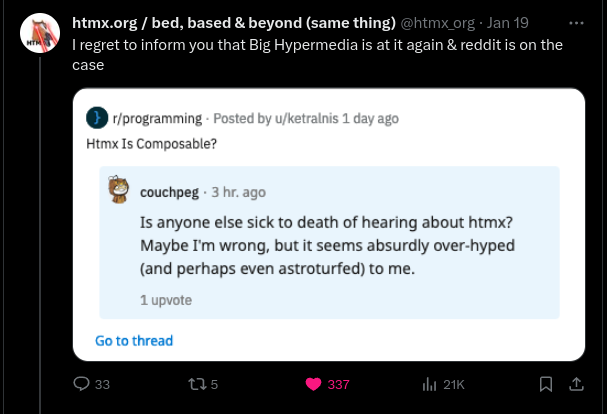 htmx.org / bed, based & beyond (same thing) @htmx_org · Jan 19
I regret to inform you that Big Hypermedia is at it again & reddit is on the
case
r/programming · Posted by u/ketralnis 1 day ago
Htmx Is Composable?
couchpeg · 3 hr. ago
Is anyone else sick to death of hearing about htmx?
Maybe I'm wrong, but it seems absurdly over-hyped
(and perhaps even astroturfed) to me.
1 upvote
Go to thread
33 5 337 21K